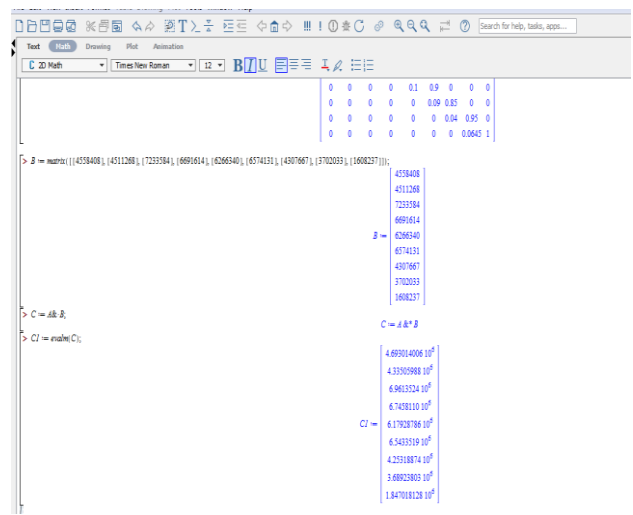 Text Math Drawing Plot Animation
C 2D Math Times New Roman 12 B I U
Search for help, tasks, apps...
0 0 0 0 0.1 0.9 0 0 0
0 0 0 0 0 0.09 0.85 0 0
0 0 0 0 0 0 0.04 0.95 0
0 0 0 0 0 0 0 0.0645 1
> B := matrix([[4558408], [4511268], [7233584], [6691614], [6266340], [6574131], [4307667], [3702033], [1608237]]);
4558408
4511268
7233584
6691614
B := 6266340
6574131
4307667
3702033
1608237
> C := A&*B;
C := A &* B
> C1 := evalm(C);
4.693014006 10^6
4.33505988 10^6
6.9613524 10^6
6.7458110 10^6
C1 := 6.17928786 10^6
6.5433519 10^6
4.25318874 10^6
3.68923803 10^6
1.847018128 10^6